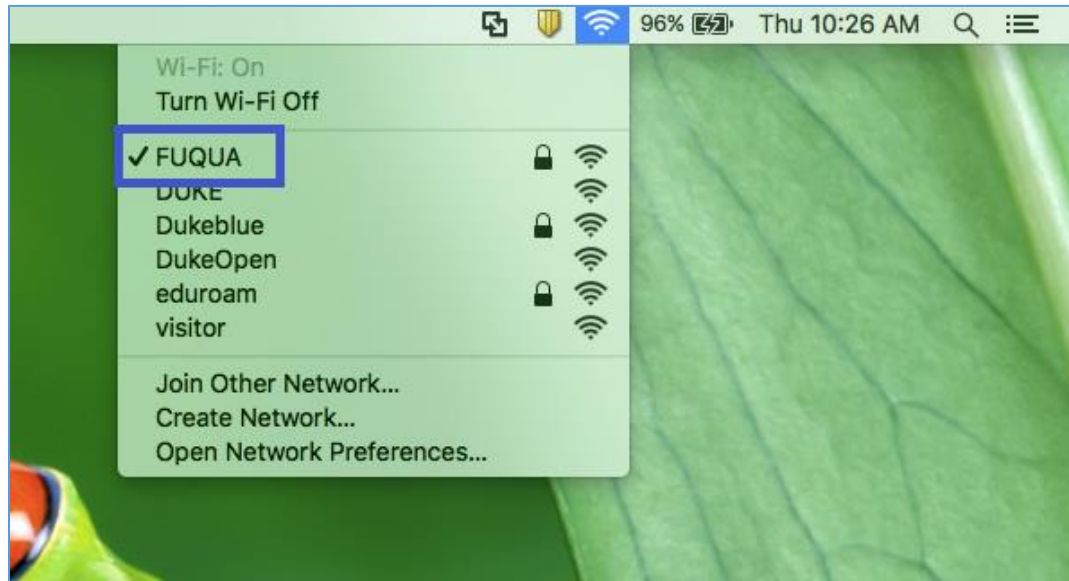 96% Thu 10:26 AM
Wi-Fi: On
Turn Wi-Fi Off
✓ FUQUA
DUKE
Dukeblue
DukeOpen
eduroam
visitor
Join Other Network...
Create Network...
Open Network Preferences...